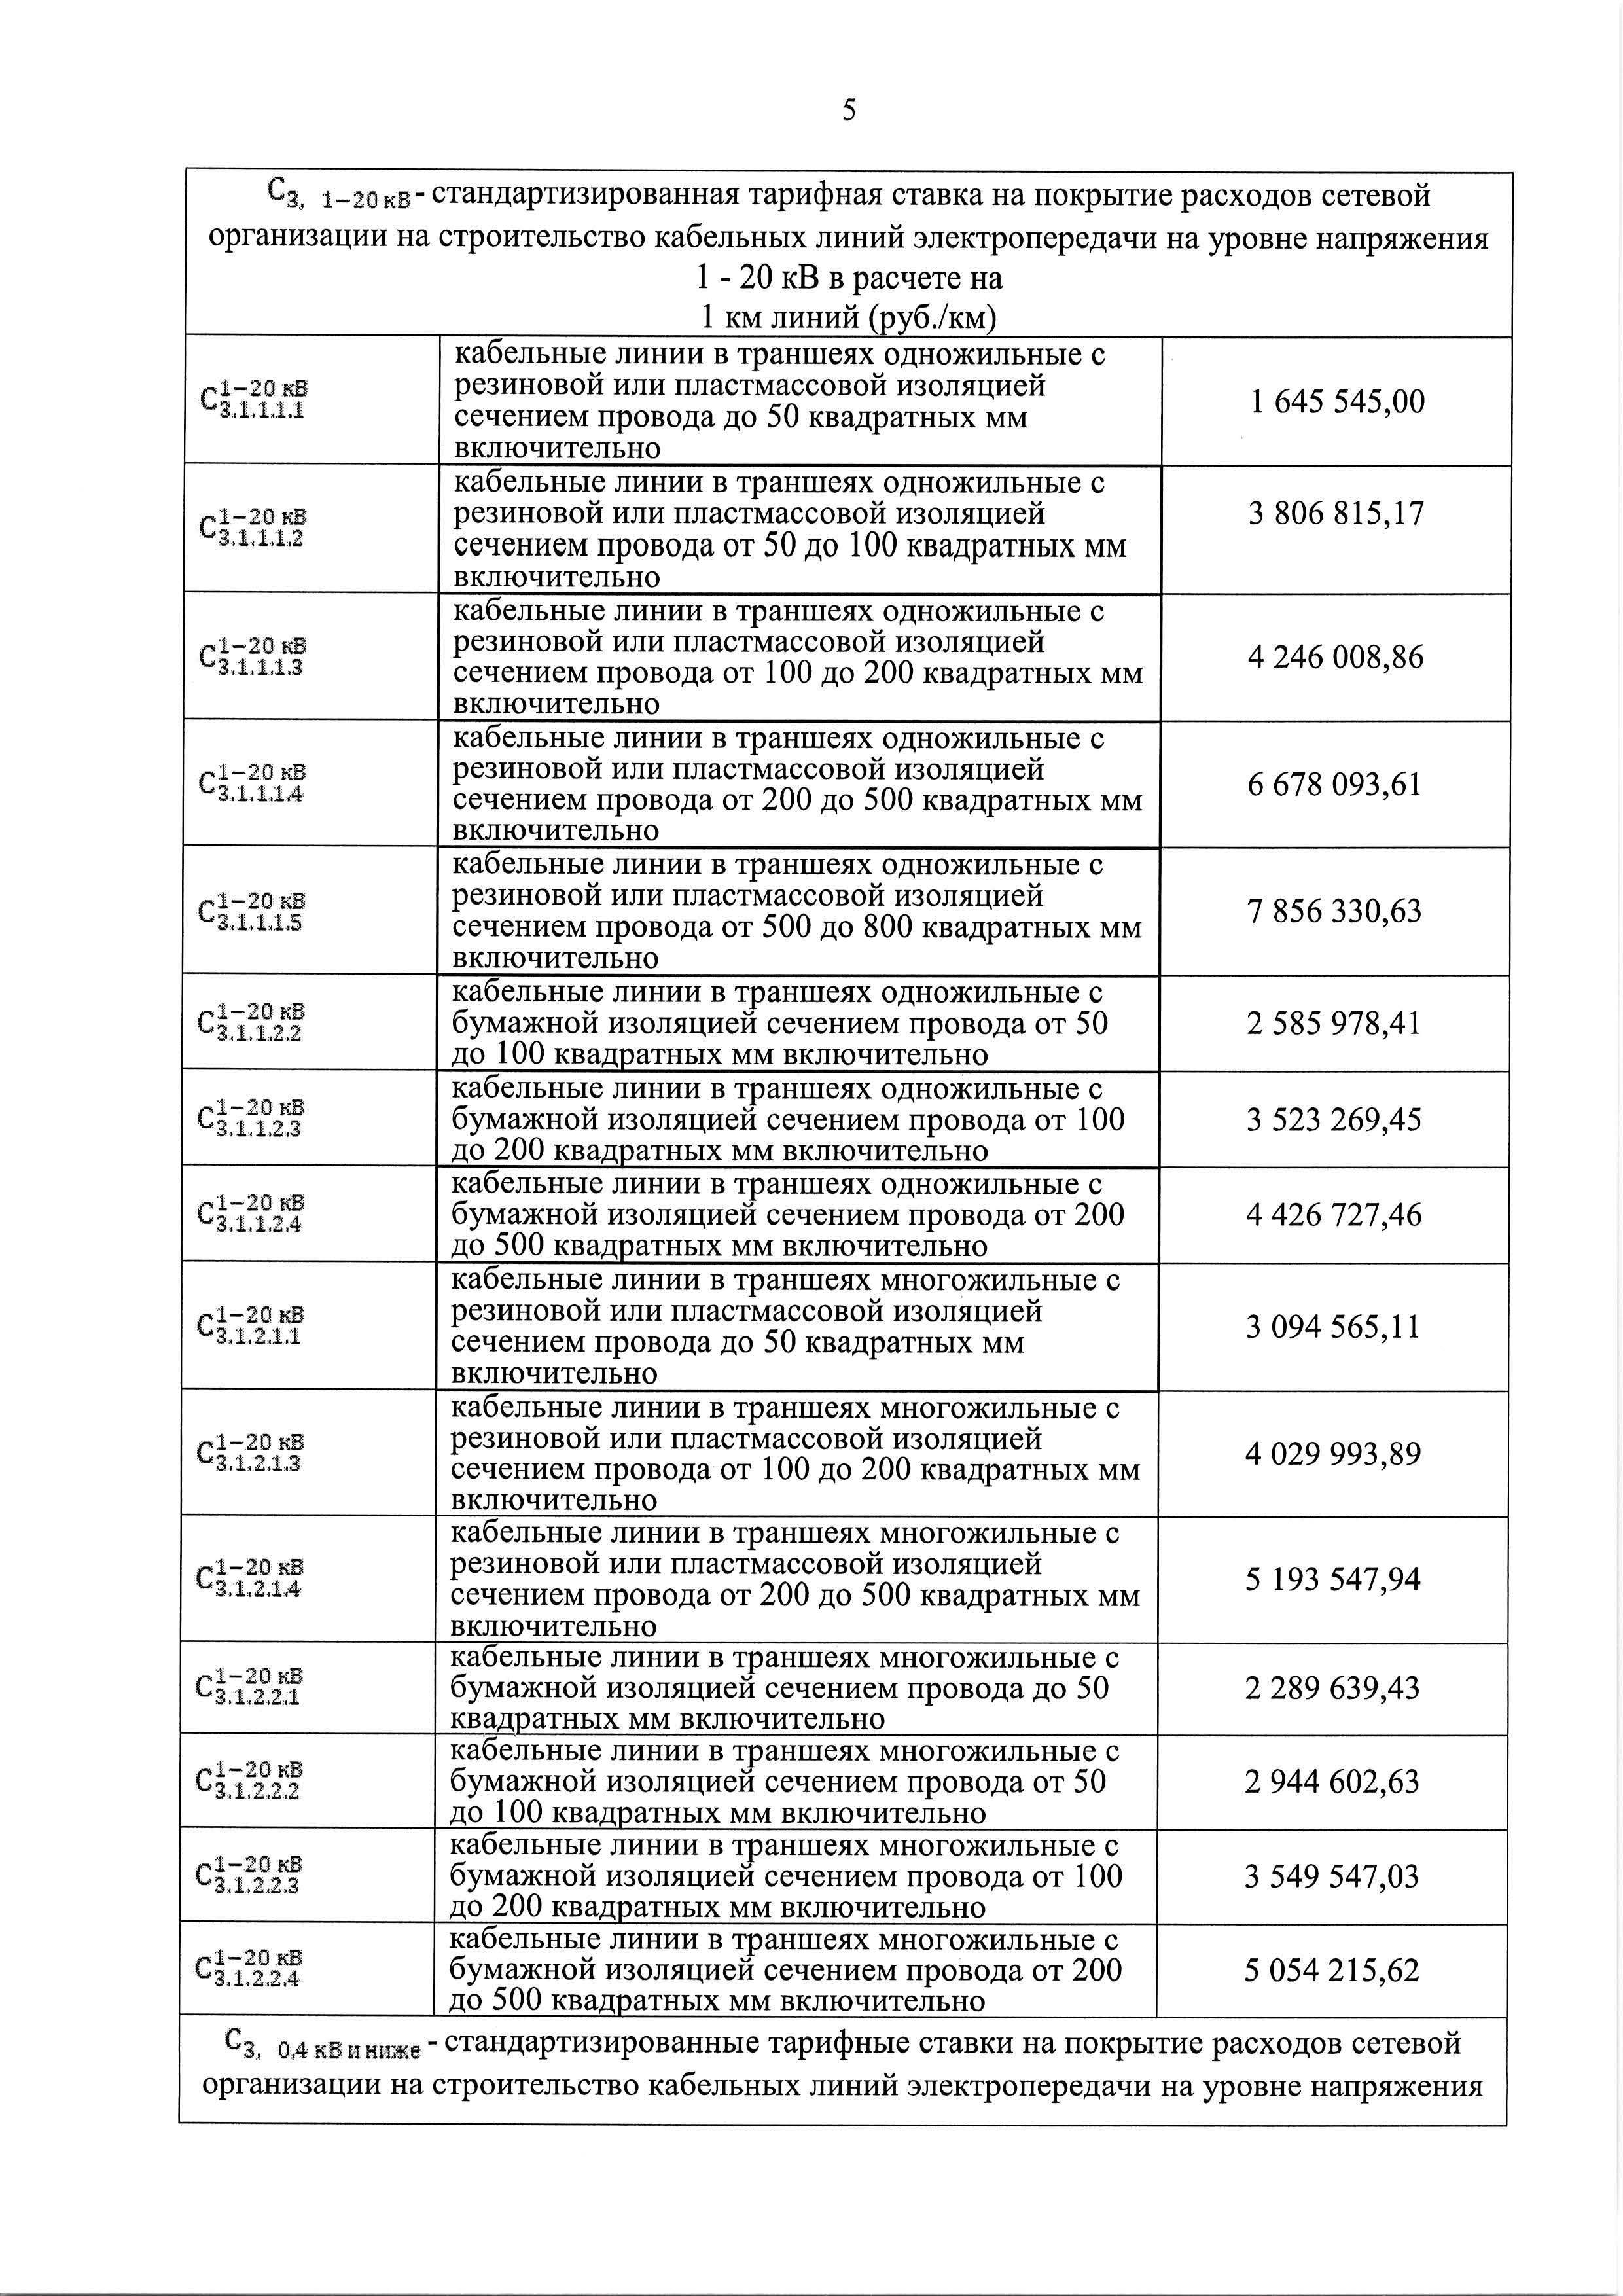 5
С3, 1–20 кВ - стандартизированная тарифная ставка на покрытие расходов сетевой
организации на строительство кабельных линий электропередачи на уровне напряжения
1 - 20 кВ в расчете на
1 км линий (руб./км)
С 1–20 кВ 3.1.1.1.1
кабельные линии в траншеях одножильные с
резиновой или пластмассовой изоляцией
сечением провода до 50 квадратных мм
включительно
1 645 545,00
С 1–20 кВ 3.1.1.1.2
кабельные линии в траншеях одножильные с
резиновой или пластмассовой изоляцией
сечением провода от 50 до 100 квадратных мм
включительно
3 806 815,17
С 1–20 кВ 3.1.1.1.3
кабельные линии в траншеях одножильные с
резиновой или пластмассовой изоляцией
сечением провода от 100 до 200 квадратных мм
включительно
4 246 008,86
С 1–20 кВ 3.1.1.1.4
кабельные линии в траншеях одножильные с
резиновой или пластмассовой изоляцией
сечением провода от 200 до 500 квадратных мм
включительно
6 678 093,61
С 1–20 кВ 3.1.1.1.5
кабельные линии в траншеях одножильные с
резиновой или пластмассовой изоляцией
сечением провода от 500 до 800 квадратных мм
включительно
7 856 330,63
С 1–20 кВ 3.1.1.2.2
кабельные линии в траншеях одножильные с
бумажной изоляцией сечением провода от 50
до 100 квадратных мм включительно
2 585 978,41
С 1–20 кВ 3.1.1.2.3
кабельные линии в траншеях одножильные с
бумажной изоляцией сечением провода от 100
до 200 квадратных мм включительно
3 523 269,45
С 1–20 кВ 3.1.1.2.4
кабельные линии в траншеях одножильные с
бумажной изоляцией сечением провода от 200
до 500 квадратных мм включительно
4 426 727,46
С 1–20 кВ 3.1.2.1.1
кабельные линии в траншеях многожильные с
резиновой или пластмассовой изоляцией
сечением провода до 50 квадратных мм
включительно
3 094 565,11
С 1–20 кВ 3.1.2.1.3
кабельные линии в траншеях многожильные с
резиновой или пластмассовой изоляцией
сечением провода от 100 до 200 квадратных мм
включительно
4 029 993,89
С 1–20 кВ 3.1.2.1.4
кабельные линии в траншеях многожильные с
резиновой или пластмассовой изоляцией
сечением провода от 200 до 500 квадратных мм
включительно
5 193 547,94
С 1–20 кВ 3.1.2.2.1
кабельные линии в траншеях многожильные с
бумажной изоляцией сечением провода до 50
квадратных мм включительно
2 289 639,43
С 1–20 кВ 3.1.2.2.2
кабельные линии в траншеях многожильные с
бумажной изоляцией сечением провода от 50
до 100 квадратных мм включительно
2 944 602,63
С 1–20 кВ 3.1.2.2.3
кабельные линии в траншеях многожильные с
бумажной изоляцией сечением провода от 100
до 200 квадратных мм включительно
3 549 547,03
С 1–20 кВ 3.1.2.2.4
кабельные линии в траншеях многожильные с
бумажной изоляцией сечением провода от 200
до 500 квадратных мм включительно
5 054 215,62
С3, 0,4 кВ и ниже - стандартизированные тарифные ставки на покрытие расходов сетевой
организации на строительство кабельных линий электропередачи на уровне напряжения